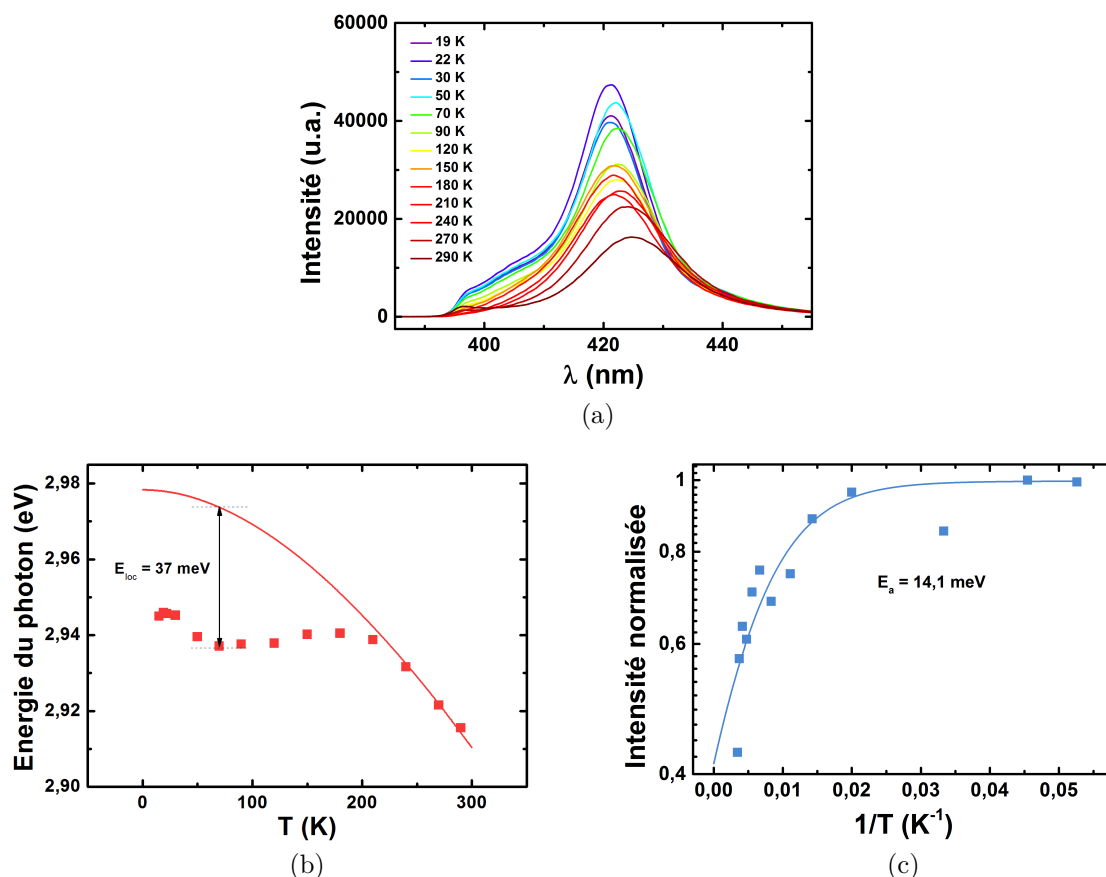 60000
40000
20000
0
Intensité (u.a.)
19 K
22 K
30 K
50 K
70 K
90 K
120 K
150 K
180 K
210 K
240 K
270 K
290 K
400 420 440
λ (nm)
(a)
2,98
2,96
2,94
2,92
2,90
Energie du photon (eV)
E_loc = 37 meV
0 100 200 300
T (K)
(b)
1
0,8
0,6
0,4
Intensité normalisée
E_a = 14,1 meV
0,00 0,01 0,02 0,03 0,04 0,05
1/T (K⁻¹)
(c)